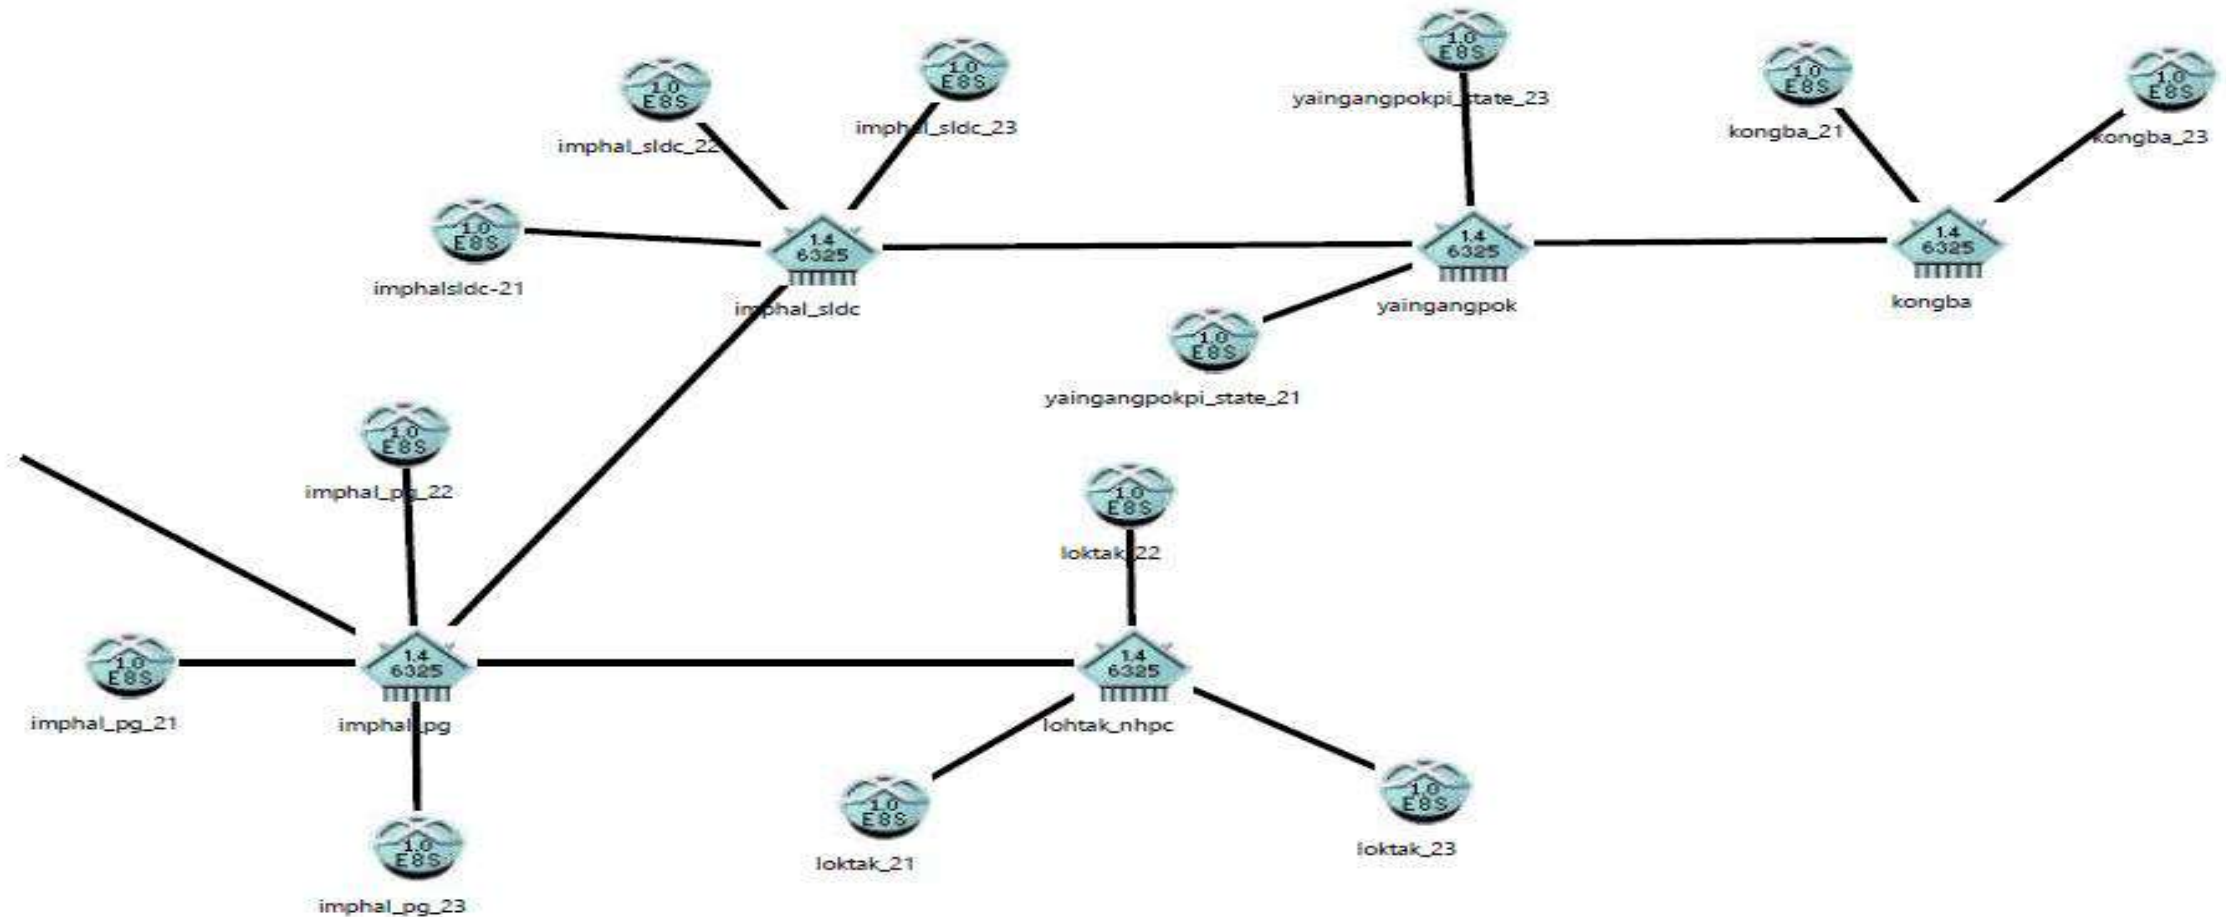 1.0
E8S
yaingangpokpi_state_23
1.0
E8S
imphal_sldc_23
1.0
E8S
imphal_sldc_22
1.0
E8S
kongba_21
1.0
E8S
kongba_23
1.0
E8S
imphalsldc-21
1.4
6325
imphal_sldc
1.4
6325
yaingangpok
1.4
6325
kongba
1.0
E8S
yaingangpokpi_state_21
1.0
E8S
imphal_pg_22
1.0
E8S
loktak_22
1.0
E8S
imphal_pg_21
1.4
6325
imphal_pg
1.4
6325
lohtak_nhpc
1.0
E8S
loktak_21
1.0
E8S
loktak_23
1.0
E8S
imphal_pg_23